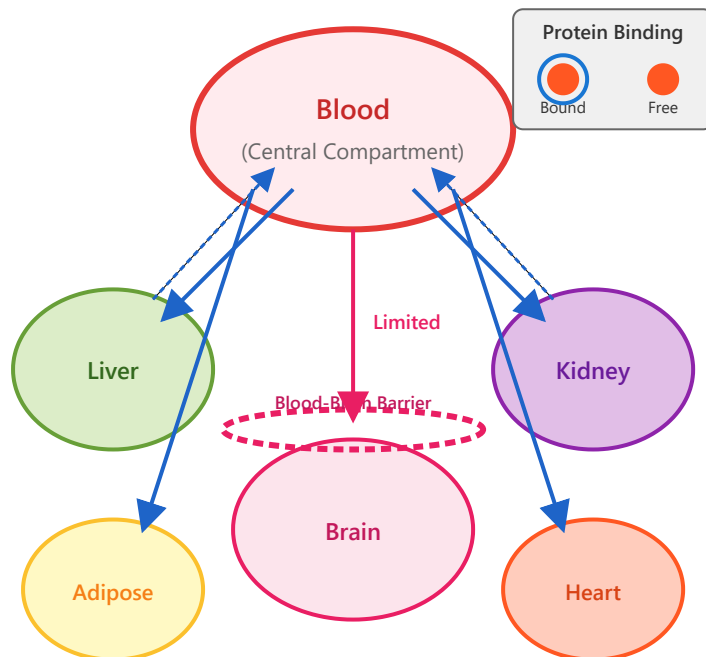 Protein Binding
Bound
Free
Blood
(Central Compartment)
Limited
Liver
Kidney
Blood-Brain Barrier
Brain
Adipose
Heart